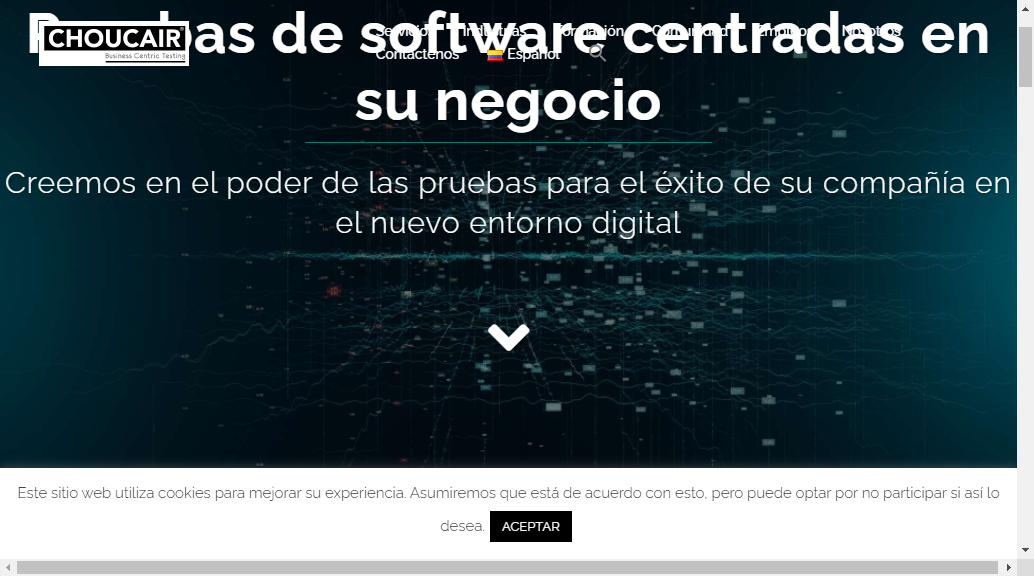 Pruebas de software centradas en
su negocio
CHOUCAIR
Business Centric Testing
Servicios Industrias Formación Comunidad Empleo Nosotros
Contáctenos Español
Creemos en el poder de las pruebas para el éxito de su compañía en
el nuevo entorno digital
Este sitio web utiliza cookies para mejorar su experiencia. Asumiremos que está de acuerdo con esto, pero puede optar por no participar si así lo
desea. ACEPTAR